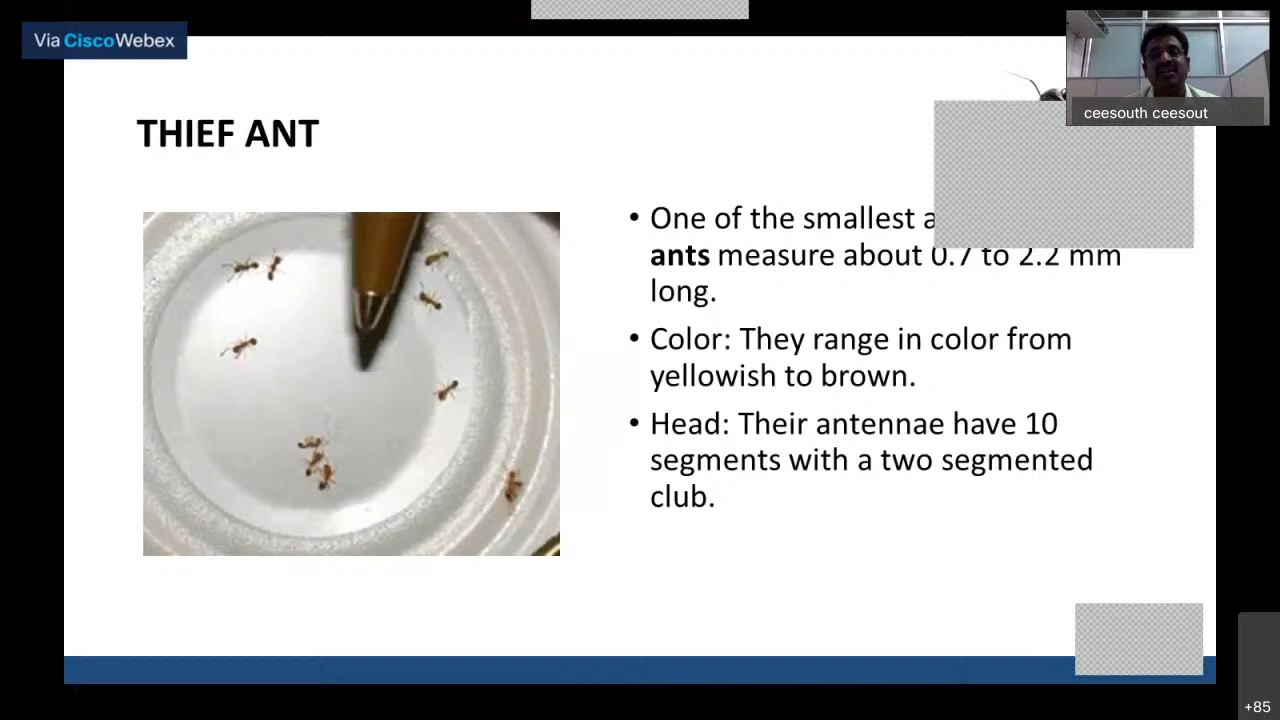 Via Cisco Webex
ceesouth ceesout
THIEF ANT
• One of the smallest
ants measure about 0.7 to 2.2 mm
long.
• Color: They range in color from
yellowish to brown.
• Head: Their antennae have 10
segments with a two segmented
club.
+85